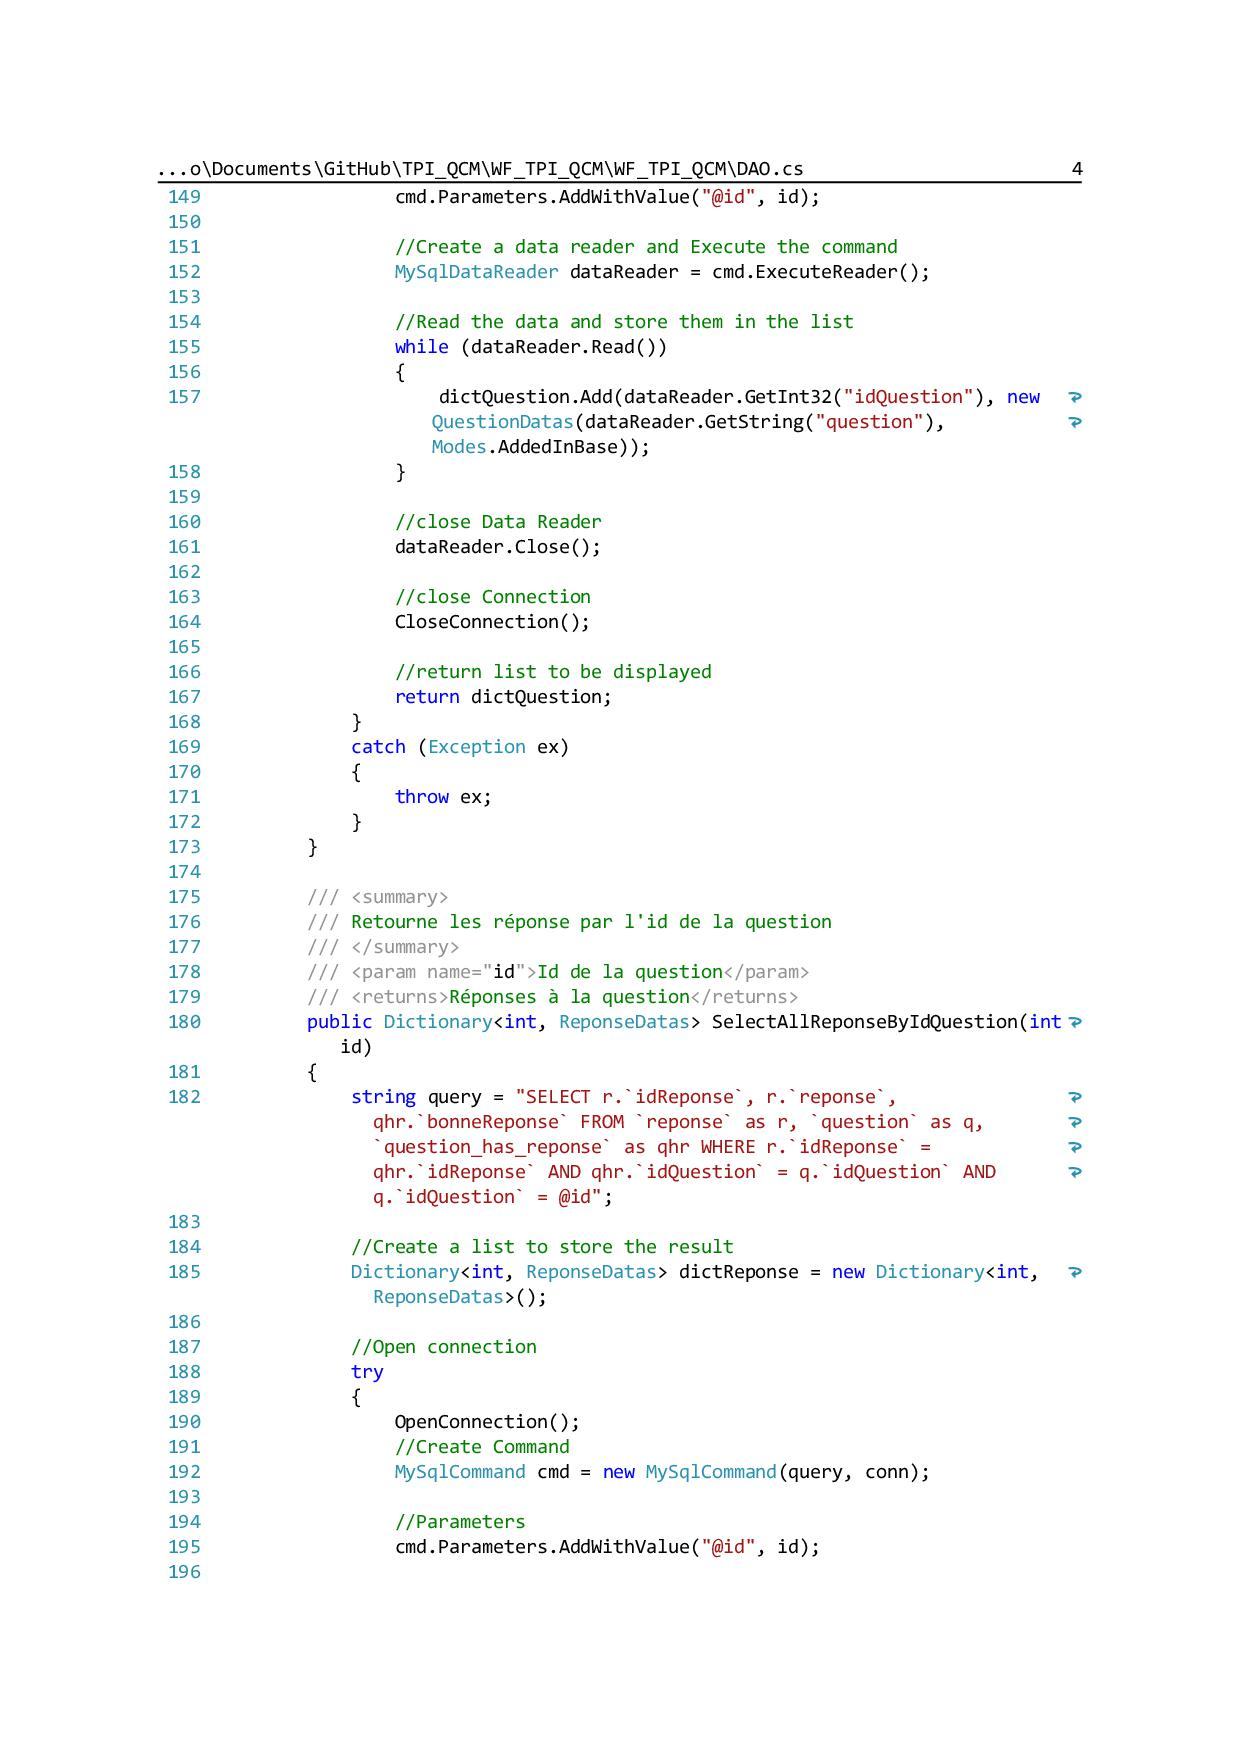 ...o\Documents\GitHub\TPI_QCM\WF_TPI_QCM\WF_TPI_QCM\DAO.cs 4
149 cmd.Parameters.AddWithValue("@id", id);
150
151 //Create a data reader and Execute the command
152 MySqlDataReader dataReader = cmd.ExecuteReader();
153
154 //Read the data and store them in the list
155 while (dataReader.Read())
156 {
157 dictQuestion.Add(dataReader.GetInt32("idQuestion"), new
QuestionDatas(dataReader.GetString("question"),
Modes.AddedInBase));
158 }
159
160 //close Data Reader
161 dataReader.Close();
162
163 //close Connection
164 CloseConnection();
165
166 //return list to be displayed
167 return dictQuestion;
168 }
169 catch (Exception ex)
170 {
171 throw ex;
172 }
173 }
174
175 /// <summary>
176 /// Retourne les réponse par l'id de la question
177 /// </summary>
178 /// <param name="id">Id de la question</param>
179 /// <returns>Réponses à la question</returns>
180 public Dictionary<int, ReponseDatas> SelectAllReponseByIdQuestion(int
id)
181 {
182 string query = "SELECT r.`idReponse`, r.`reponse`,
qhr.`bonneReponse` FROM `reponse` as r, `question` as q,
`question_has_reponse` as qhr WHERE r.`idReponse` =
qhr.`idReponse` AND qhr.`idQuestion` = q.`idQuestion` AND
q.`idQuestion` = @id";
183
184 //Create a list to store the result
185 Dictionary<int, ReponseDatas> dictReponse = new Dictionary<int,
ReponseDatas>();
186
187 //Open connection
188 try
189 {
190 OpenConnection();
191 //Create Command
192 MySqlCommand cmd = new MySqlCommand(query, conn);
193
194 //Parameters
195 cmd.Parameters.AddWithValue("@id", id);
196